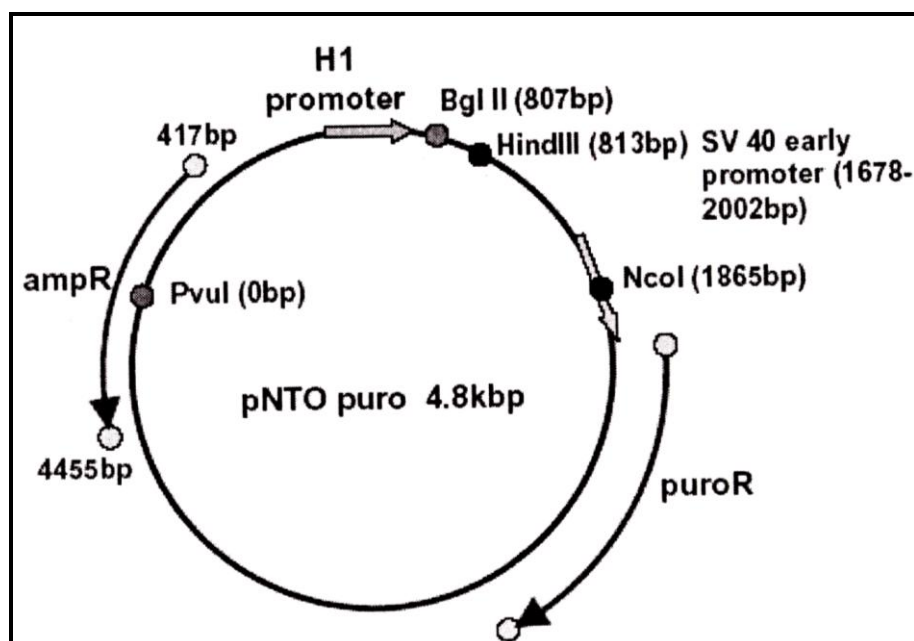 H1
promoter
Bgl II (807bp)
417bp
HindIII (813bp)
SV 40 early
promoter (1678-
2002bp)
ampR
PvuI (0bp)
NcoI (1865bp)
pNTO puro 4.8kbp
4455bp
puroR